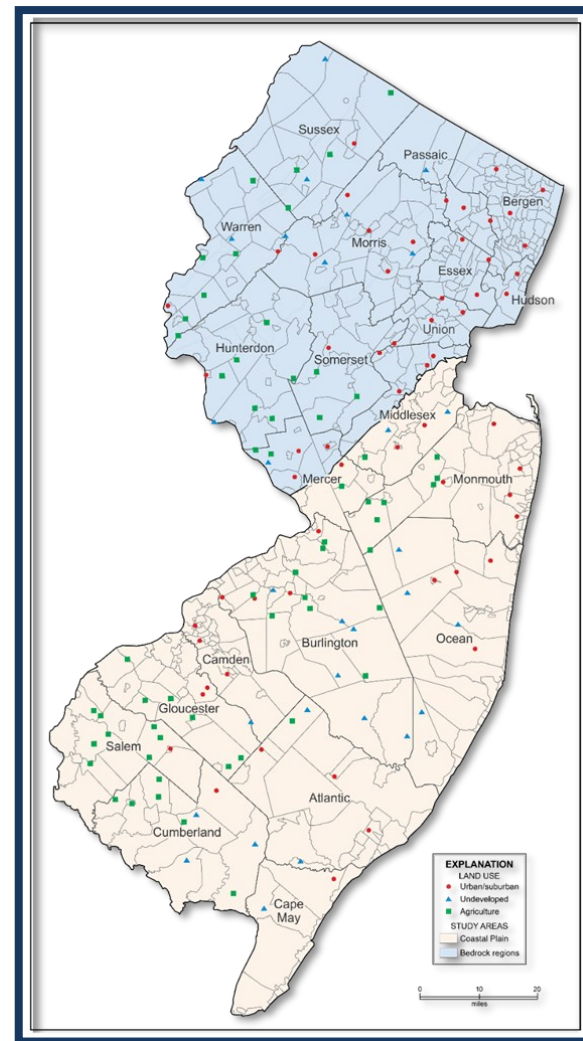 Sussex
Passaic
Bergen
Warren
Morris
Essex
Hudson
Union
Hunterdon
Somerset
Middlesex
Mercer
Monmouth
Ocean
Burlington
Camden
Gloucester
Salem
Atlantic
Cumberland
Cape
May
EXPLANATION
LAND USE
Urban/suburban
Undeveloped
Agriculture
STUDY AREAS
Coastal Plain
Bedrock regions
0 10 20
miles